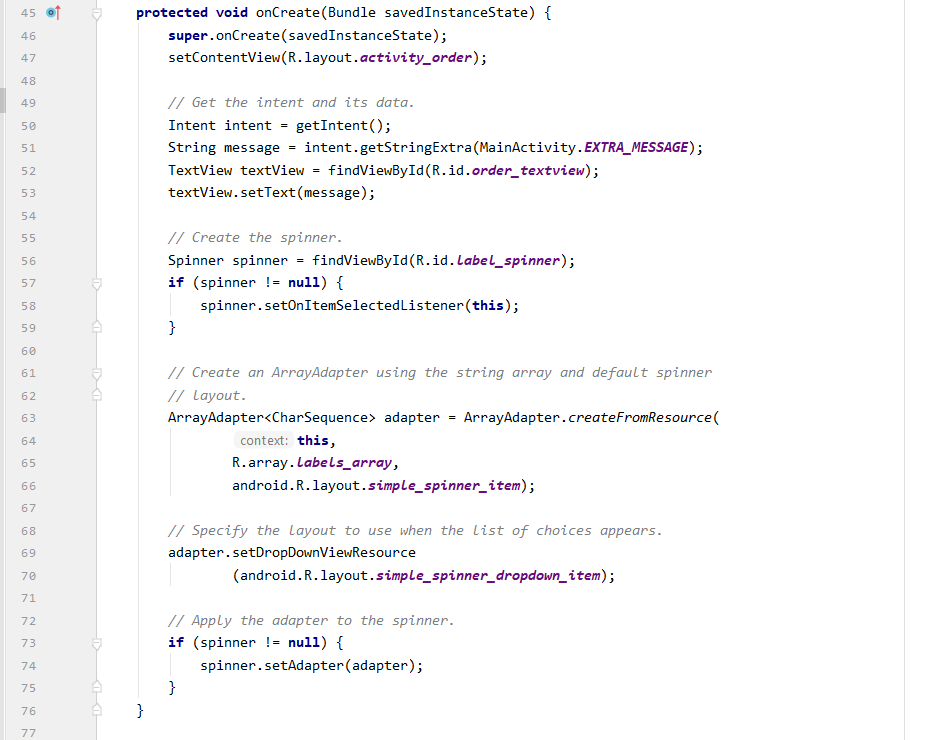 45 protected void onCreate(Bundle savedInstanceState) {
46 super.onCreate(savedInstanceState);
47 setContentView(R.layout.activity_order);
48
49 // Get the intent and its data.
50 Intent intent = getIntent();
51 String message = intent.getStringExtra(MainActivity.EXTRA_MESSAGE);
52 TextView textView = findViewById(R.id.order_textview);
53 textView.setText(message);
54
55 // Create the spinner.
56 Spinner spinner = findViewById(R.id.label_spinner);
57 if (spinner != null) {
58 spinner.setOnItemSelectedListener(this);
59 }
60
61 // Create an ArrayAdapter using the string array and default spinner
62 // layout.
63 ArrayAdapter<CharSequence> adapter = ArrayAdapter.createFromResource(
64 context: this,
65 R.array.labels_array,
66 android.R.layout.simple_spinner_item);
67
68 // Specify the layout to use when the list of choices appears.
69 adapter.setDropDownViewResource
70 (android.R.layout.simple_spinner_dropdown_item);
71
72 // Apply the adapter to the spinner.
73 if (spinner != null) {
74 spinner.setAdapter(adapter);
75 }
76 }
77